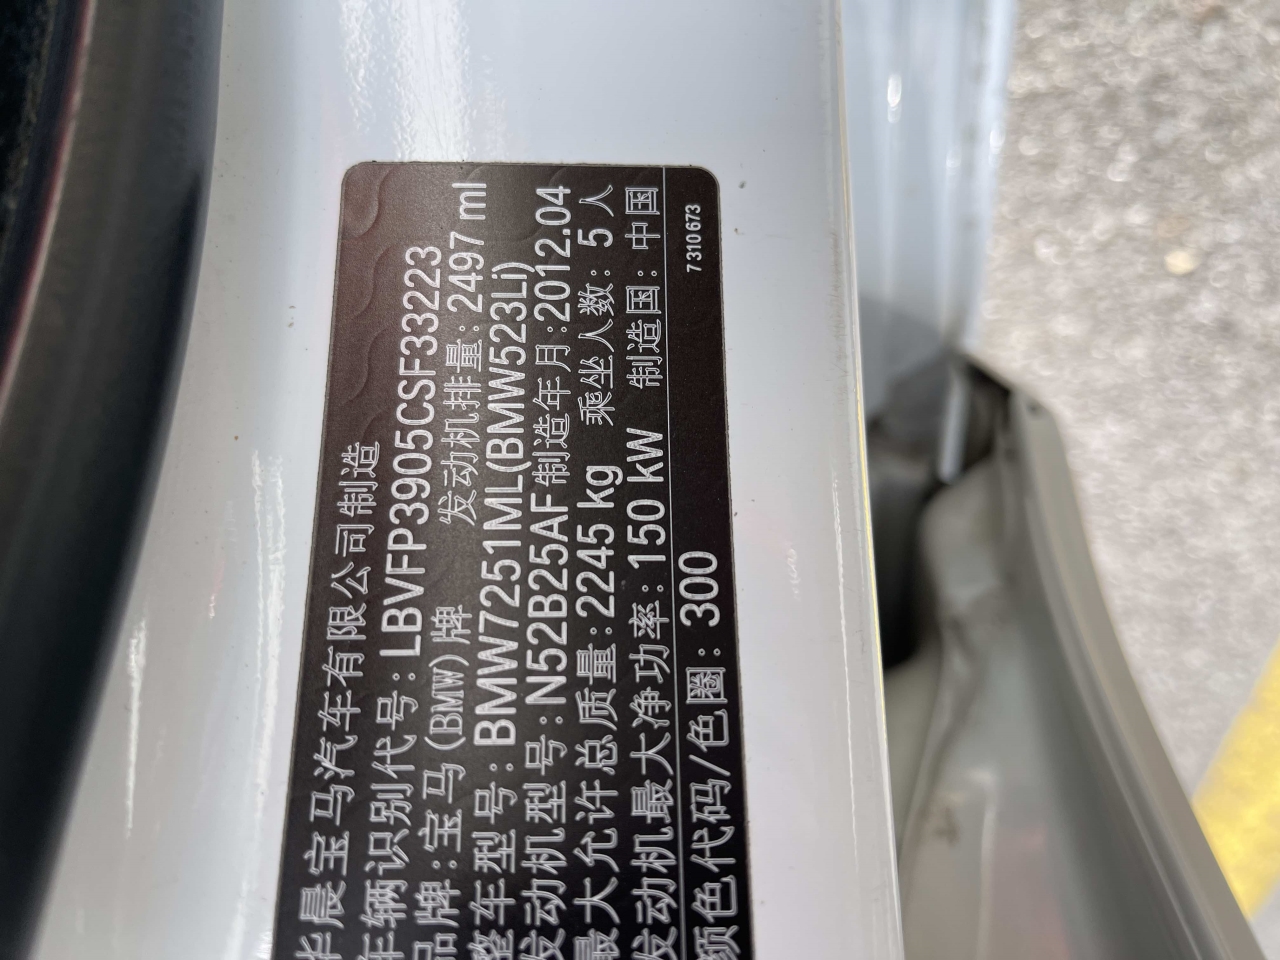 华晨宝马汽车有限公司制造
车辆识别代号:LBVFP3905CSF33223
品牌:宝马(BMW)牌 发动机排量:2497 ml
整车型号:BMW7251ML(BMW523Li)
发动机型号:N52B25AF 制造年月:2012.04
最大允许总质量:2245 kg 乘坐人数:5人
发动机最大净功率:150 kW 制造国:中国
颜色代码/色圈:300 7 310 673